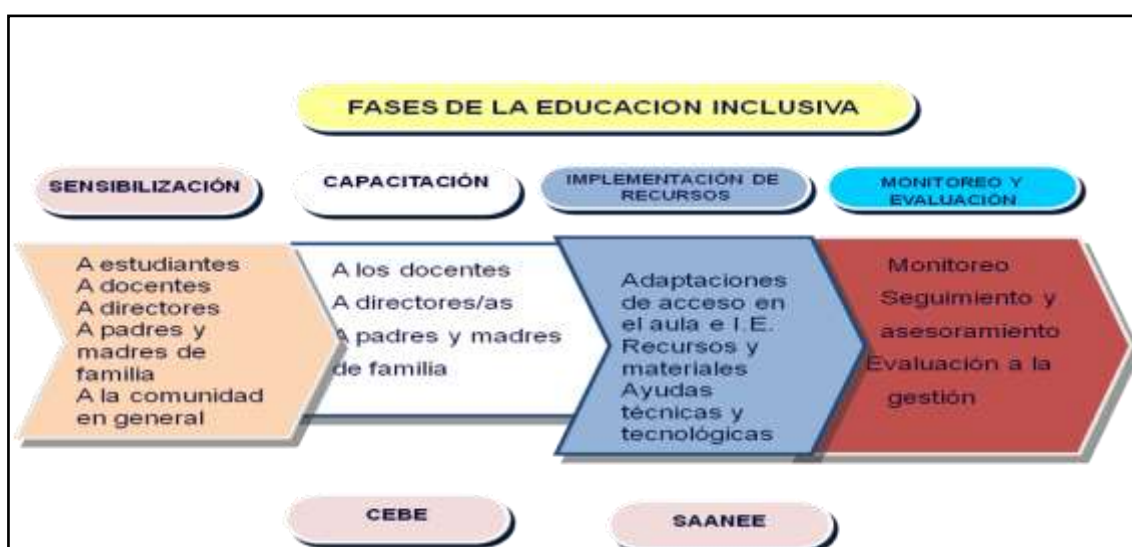 FASES DE LA EDUCACION INCLUSIVA
SENSIBILIZACIÓN
CAPACITACIÓN
IMPLEMENTACIÓN DE
RECURSOS
MONITOREO Y
EVALUACIÓN
A estudiantes
A docentes
A directores
A padres y
madres de
familia
A la comunidad
en general
A los docentes
A directores/as
A padres y madres
de familia
Adaptaciones
de acceso en
el aula e I.E.
Recursos y
materiales
Ayudas
técnicas y
tecnológicas
Monitoreo
Seguimiento y
asesoramiento
Evaluación a la
gestión
CEBE
SAANEE